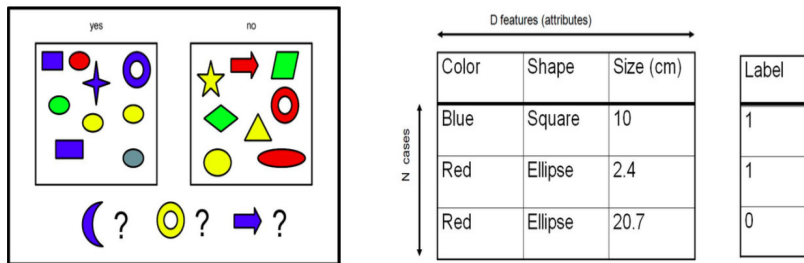 yes no
? ? ?
D features (attributes)
N cases
Color Shape Size (cm) Label
Blue Square 10 1
Red Ellipse 2.4 1
Red Ellipse 20.7 0